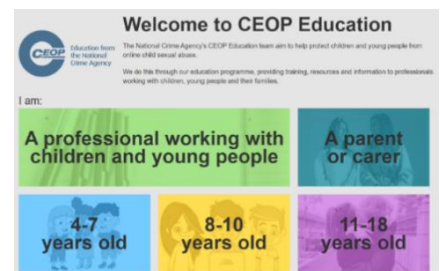 Welcome to CEOP Education
CEOP
Education from
the National
Crime Agency
The National Crime Agency's CEOP Education team aim to help protect children and young people from
online child sexual abuse.
We do this through our education programme, providing training, resources and information to professionals
working with children, young people and their families.
I am:
A professional working with
children and young people
A parent
or carer
4-7
years old
8-10
years old
11-18
years old